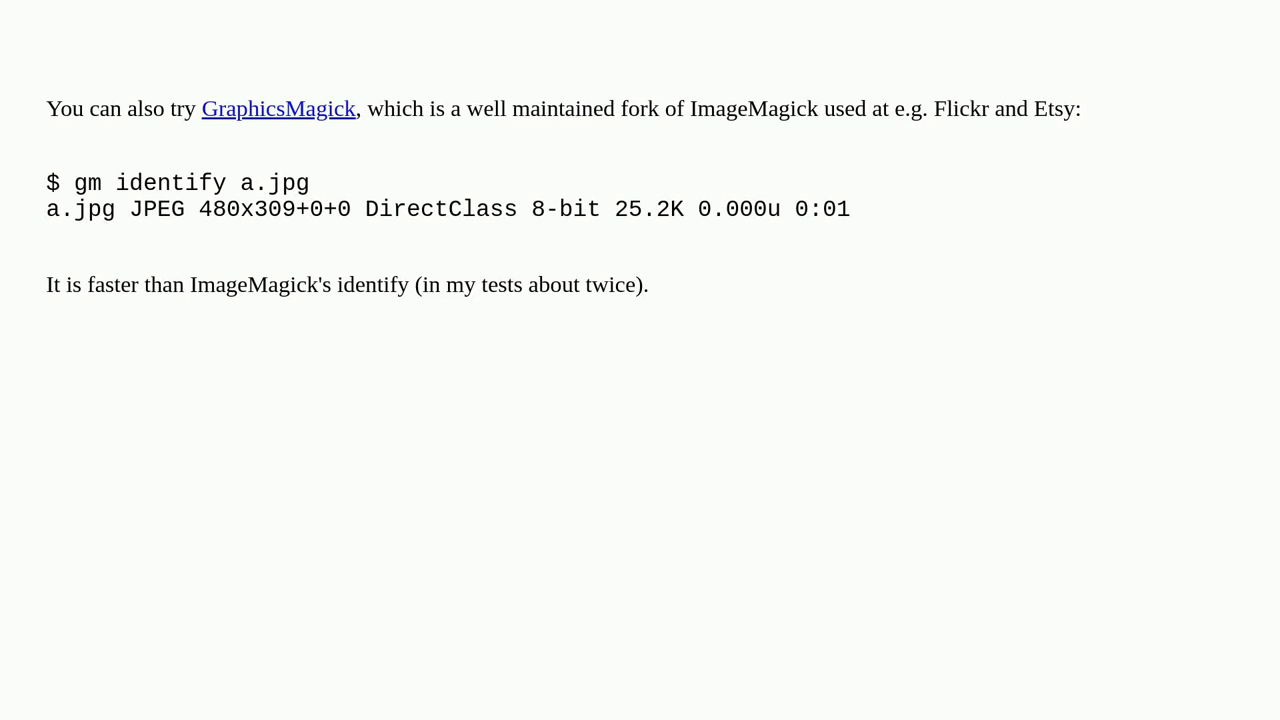 You can also try GraphicsMagick, which is a well maintained fork of ImageMagick used at e.g. Flickr and Etsy:
$ gm identify a.jpg
a.jpg JPEG 480x309+0+0 DirectClass 8-bit 25.2K 0.000u 0:01
It is faster than ImageMagick's identify (in my tests about twice).